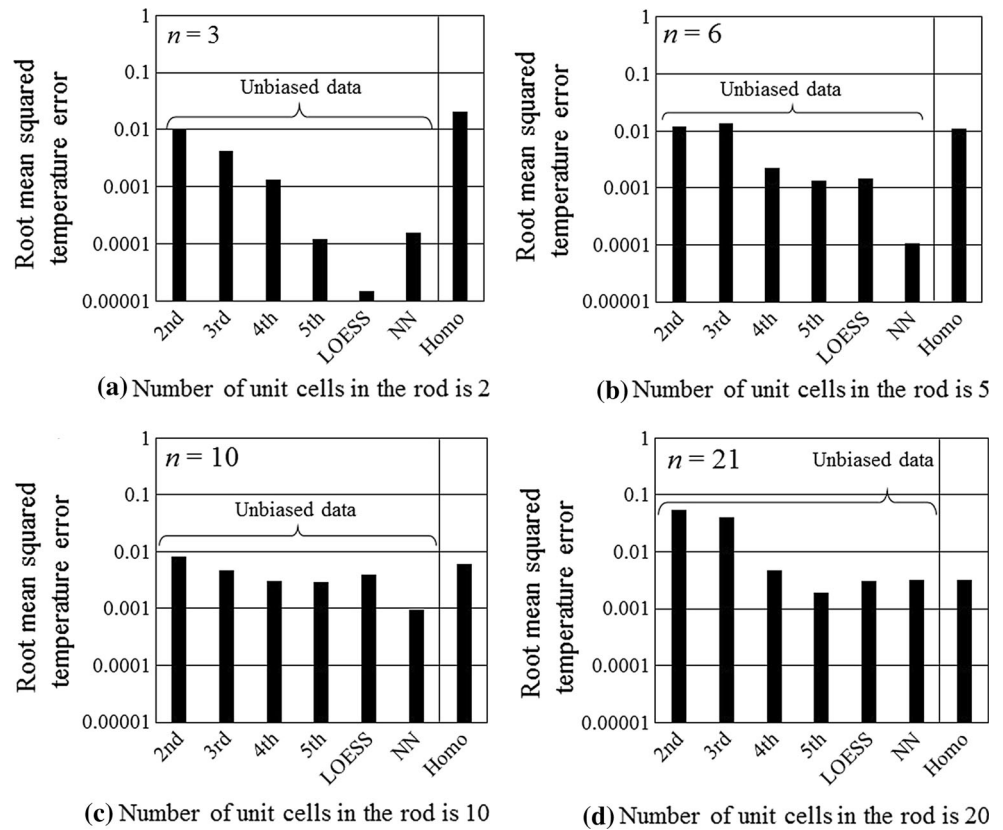 n = 3
Unbiased data
Root mean squared
temperature error
1
0.1
0.01
0.001
0.0001
0.00001
2nd
3rd
4th
5th
LOESS
NN
Homo
(a) Number of unit cells in the rod is 2
n = 6
Unbiased data
Root mean squared
temperature error
1
0.1
0.01
0.001
0.0001
0.00001
2nd
3rd
4th
5th
LOESS
NN
Homo
(b) Number of unit cells in the rod is 5
n = 10
Unbiased data
Root mean squared
temperature error
1
0.1
0.01
0.001
0.0001
0.00001
2nd
3rd
4th
5th
LOESS
NN
Homo
(c) Number of unit cells in the rod is 10
n = 21
Unbiased data
Root mean squared
temperature error
1
0.1
0.01
0.001
0.0001
0.00001
2nd
3rd
4th
5th
LOESS
NN
Homo
(d) Number of unit cells in the rod is 20